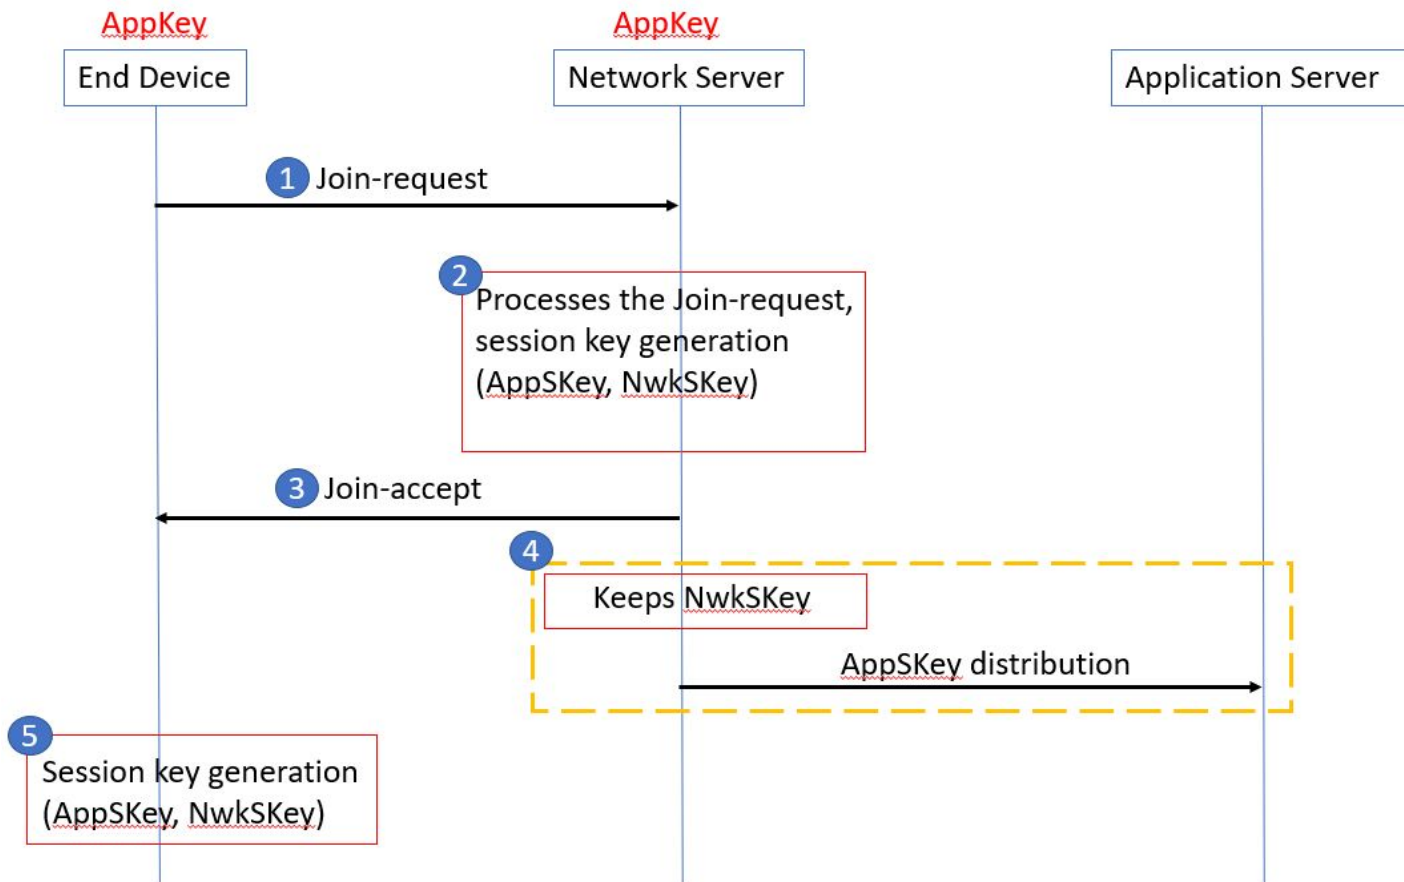 AppKey
AppKey
End Device
Network Server
Application Server
1 Join-request
2
Processes the Join-request,
session key generation
(AppSKey, NwkSKey)
3 Join-accept
4
Keeps NwkSKey
AppSKey distribution
5
Session key generation
(AppSKey, NwkSKey)